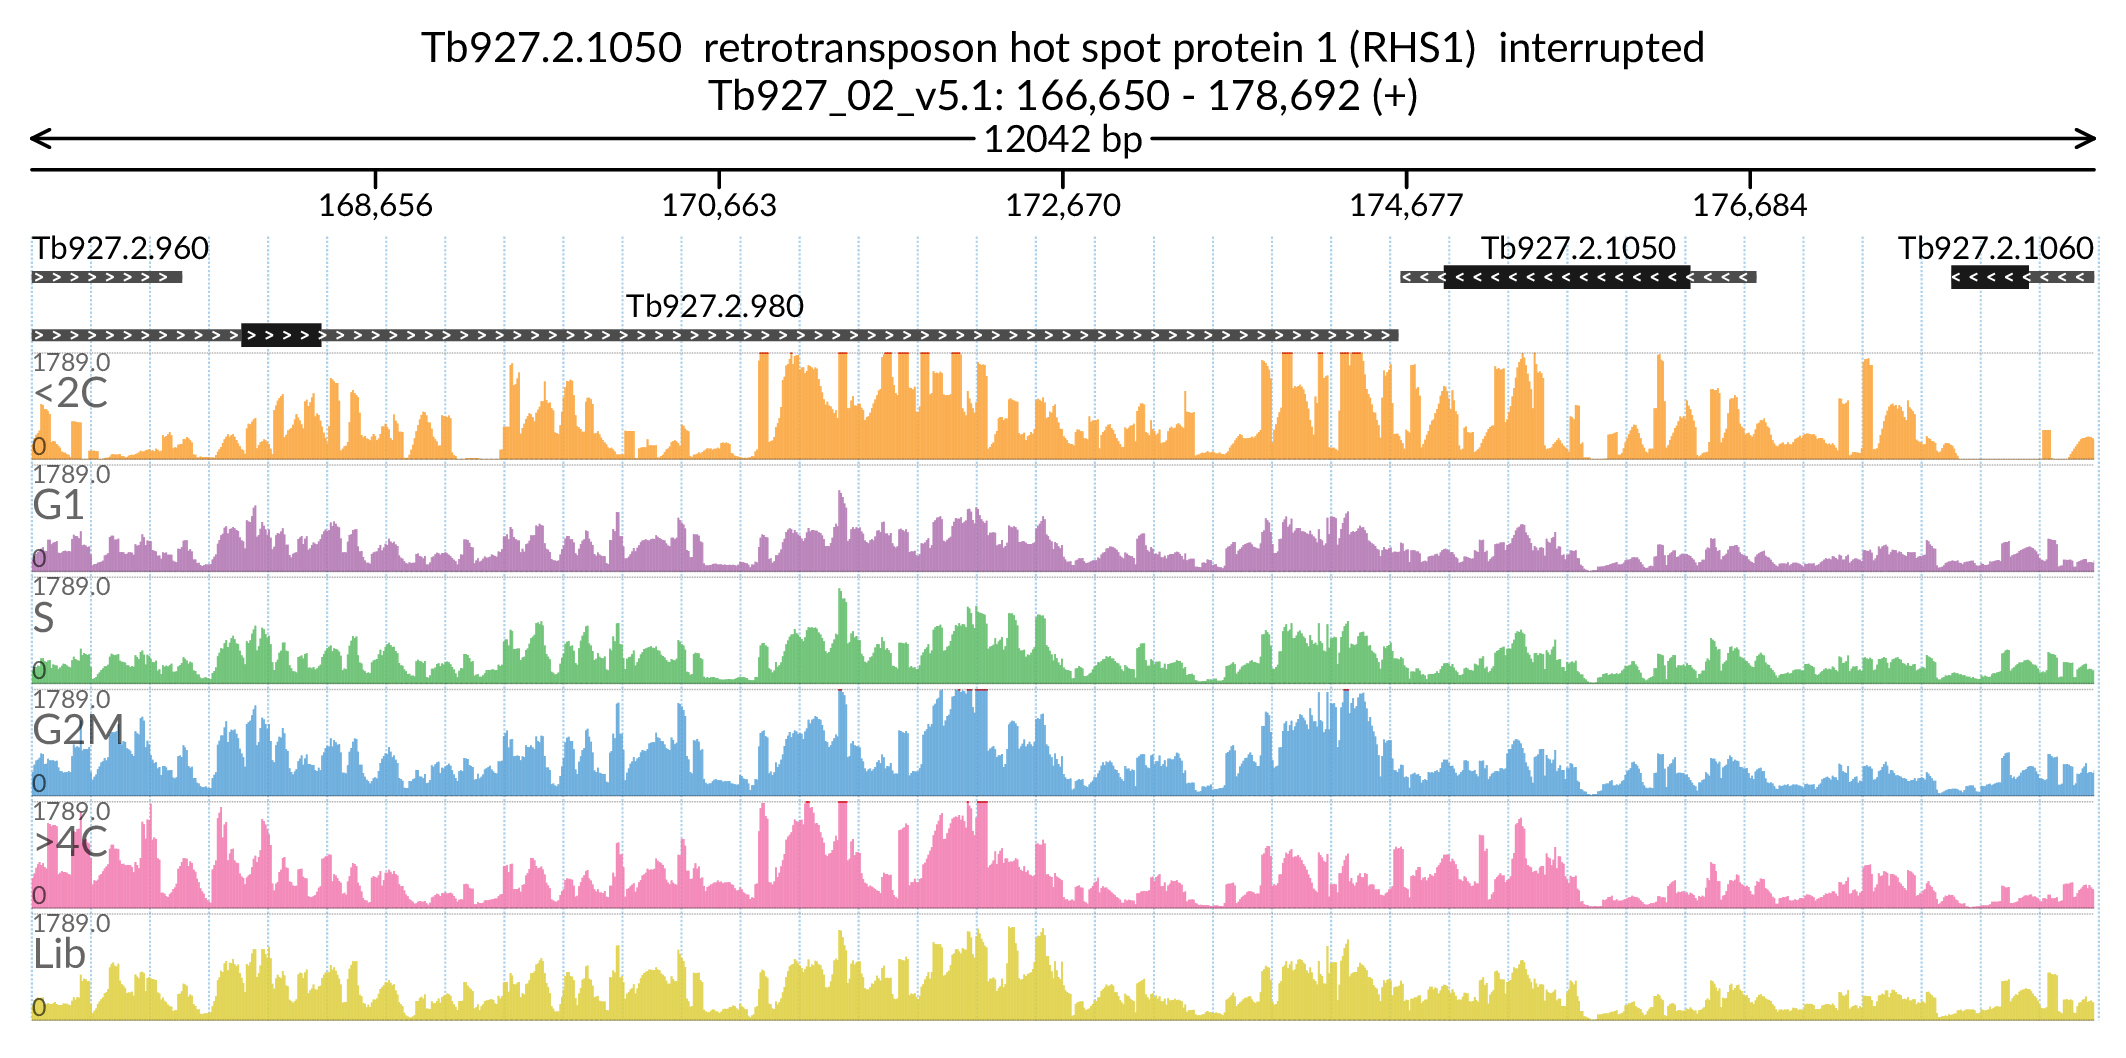 Tb927.2.1050  retrotransposon hot spot protein 1 (RHS1)  interrupted
Tb927_02_v5.1: 166,650 - 178,692 (+)
12042 bp
168,656 170,663 172,670 174,677 176,684
Tb927.2.960 Tb927.2.1050 Tb927.2.1060
Tb927.2.980
1789.0
<2C
0
1789.0
G1
0
1789.0
S
0
1789.0
G2M
0
1789.0
>4C
0
1789.0
Lib
0